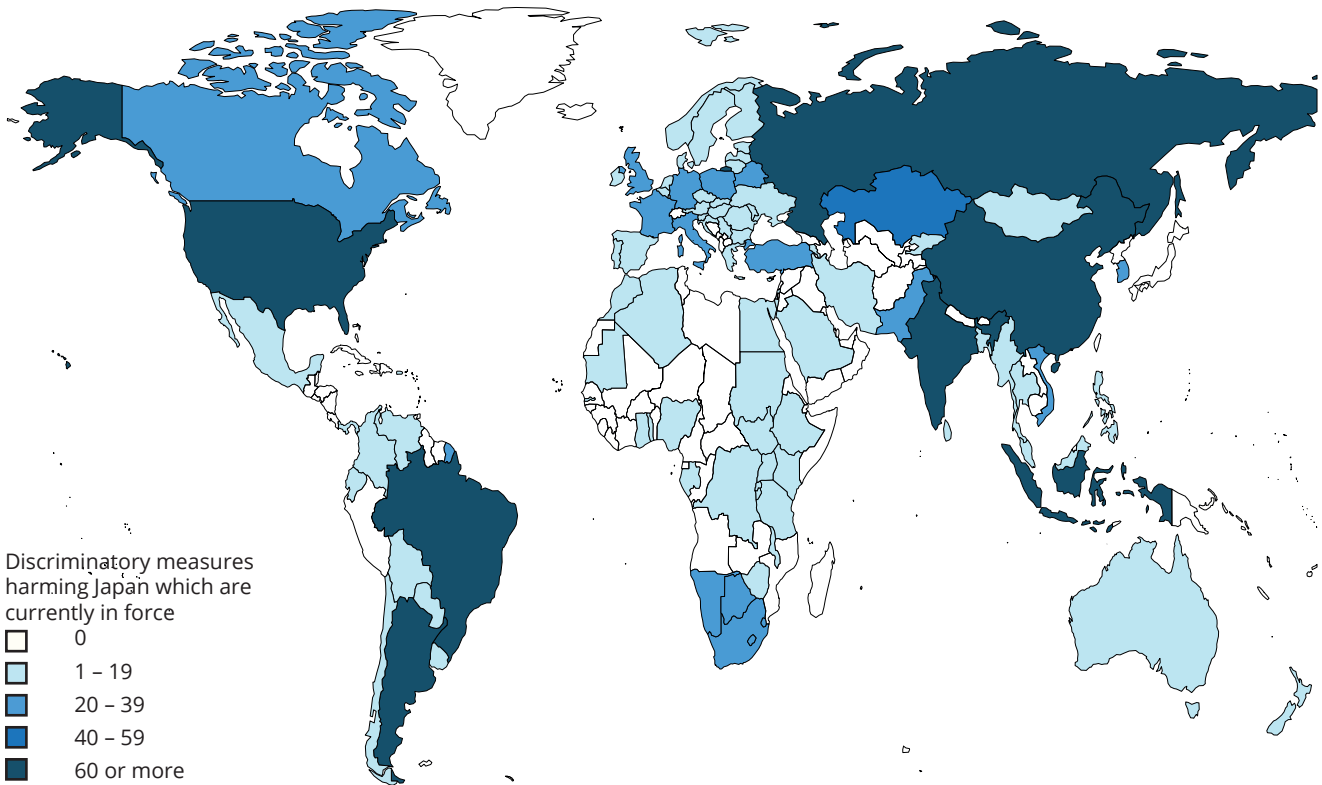 Discriminatory measures
harming Japan which are
currently in force
0
1 – 19
20 – 39
40 – 59
60 or more